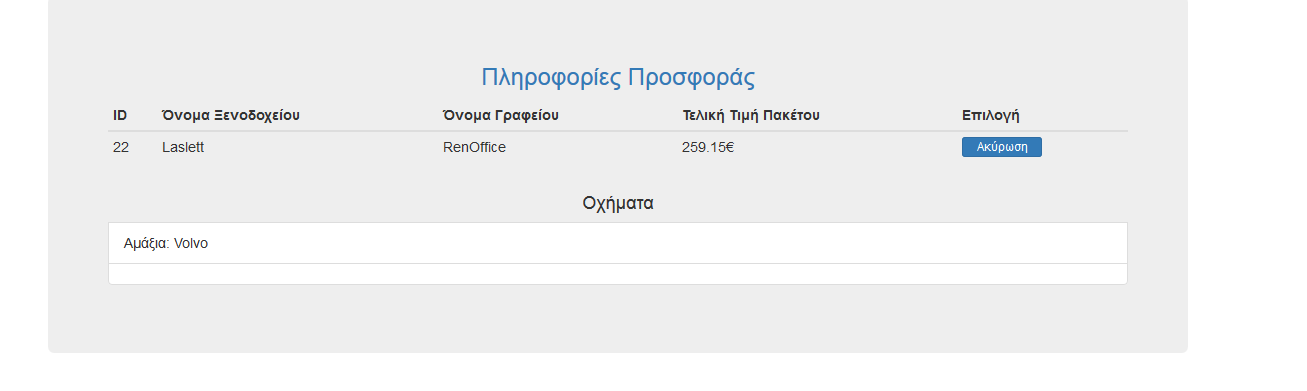 Πληροφορίες Προσφοράς
ID Όνομα Ξενοδοχείου Όνομα Γραφείου Τελική Τιμή Πακέτου Επιλογή
22 Laslett RenOffice 259.15€ Ακύρωση
Οχήματα
Αμάξια: Volvo